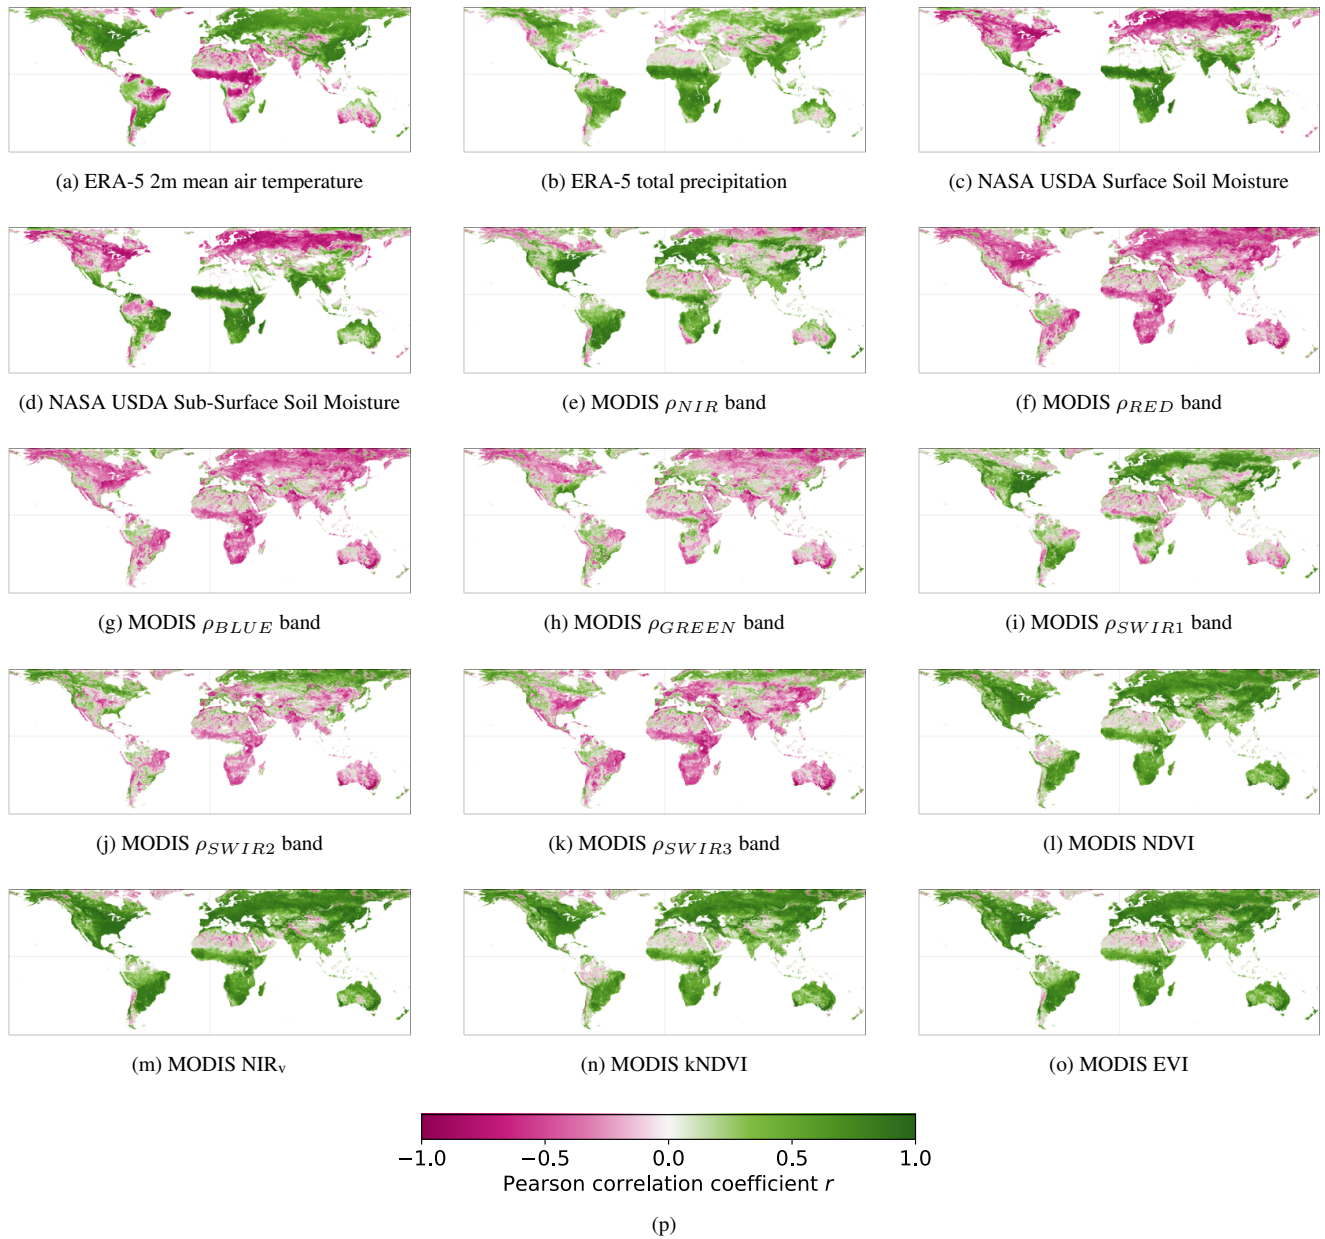 (a) ERA-5 2m mean air temperature
(b) ERA-5 total precipitation
(c) NASA USDA Surface Soil Moisture
(d) NASA USDA Sub-Surface Soil Moisture
(e) MODIS ρNIR band
(f) MODIS ρRED band
(g) MODIS ρBLUE band
(h) MODIS ρGREEN band
(i) MODIS ρSWIR1 band
(j) MODIS ρSWIR2 band
(k) MODIS ρSWIR3 band
(l) MODIS NDVI
(m) MODIS NIRv
(n) MODIS kNDVI
(o) MODIS EVI
−1.0 −0.5 0.0 0.5 1.0
Pearson correlation coefficient r
(p)